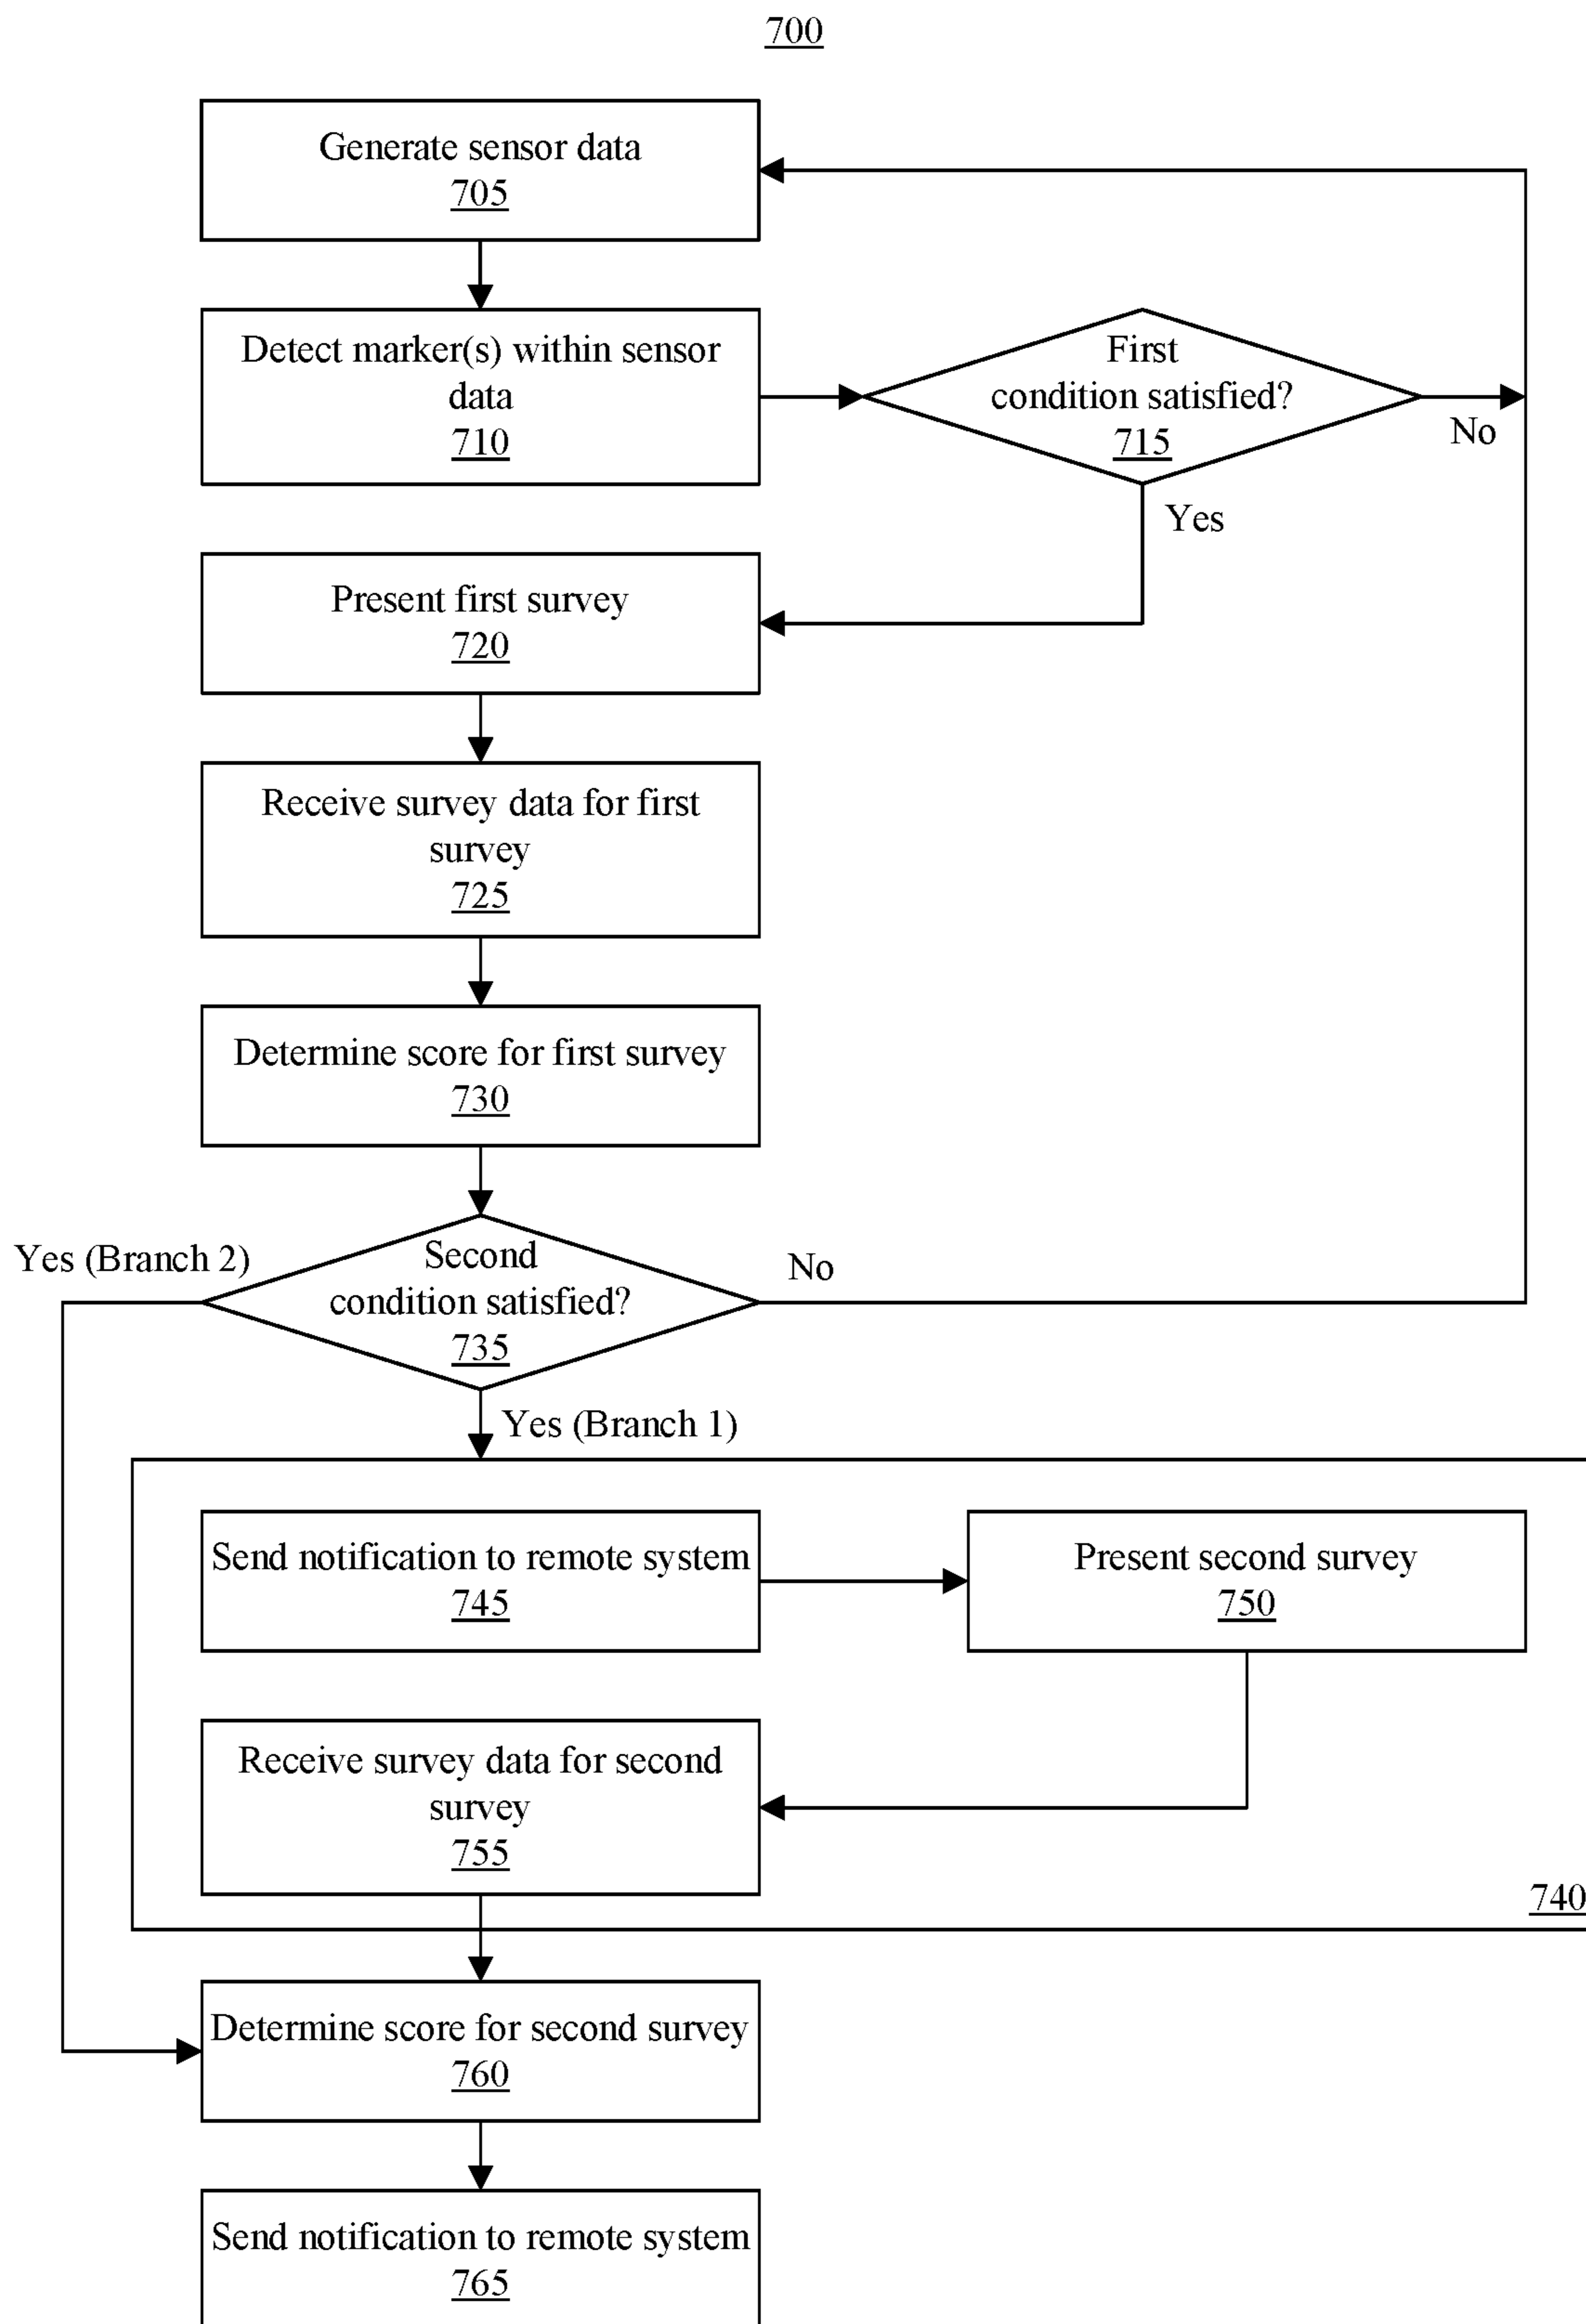 700
Generate sensor data
705
Detect marker(s) within sensor
data
710
First
condition satisfied?
715
No
Yes
Present first survey
720
Receive survey data for first
survey
725
Determine score for first survey
730
Yes (Branch 2)
Second
condition satisfied?
735
No
Yes (Branch 1)
Send notification to remote system
745
Present second survey
750
Receive survey data for second
survey
755
740
Determine score for second survey
760
Send notification to remote system
765